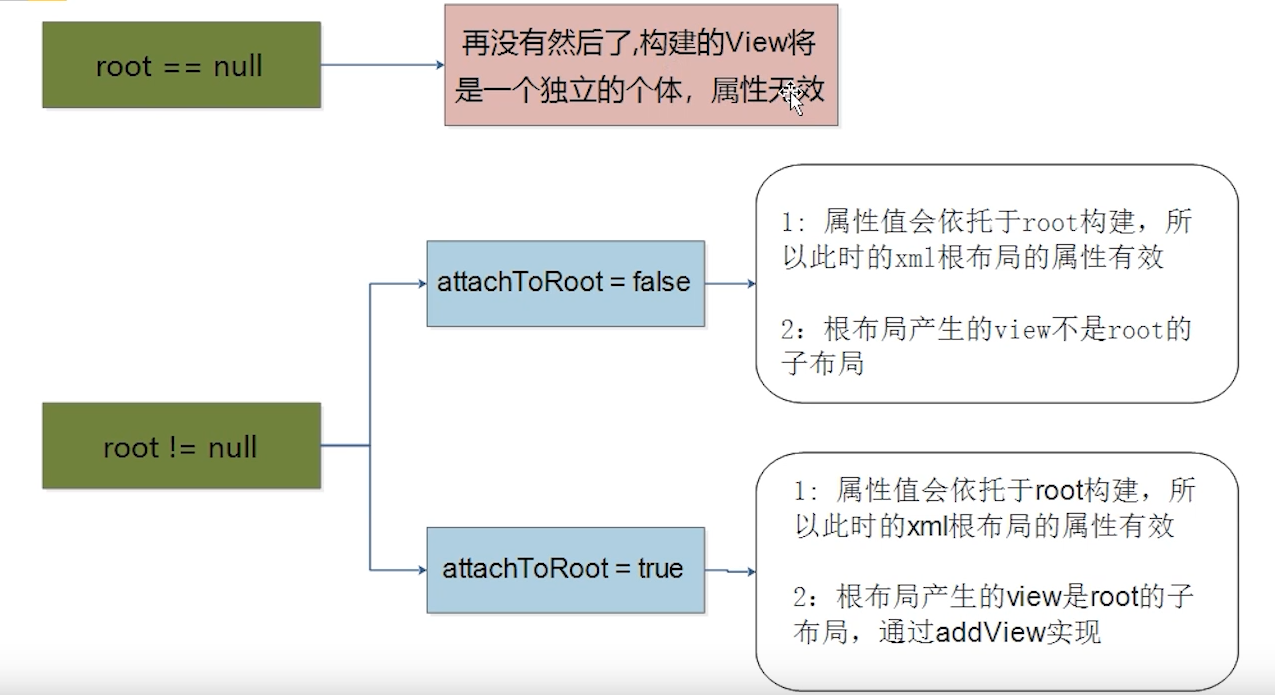 root == null
再没有然后了,构建的View将
是一个独立的个体，属性无效
root != null
attachToRoot = false
1: 属性值会依托于root构建，所
以此时的xml根布局的属性有效
2：根布局产生的view不是root的
子布局
attachToRoot = true
1: 属性值会依托于root构建，所
以此时的xml根布局的属性有效
2：根布局产生的view是root的子
布局，通过addView实现